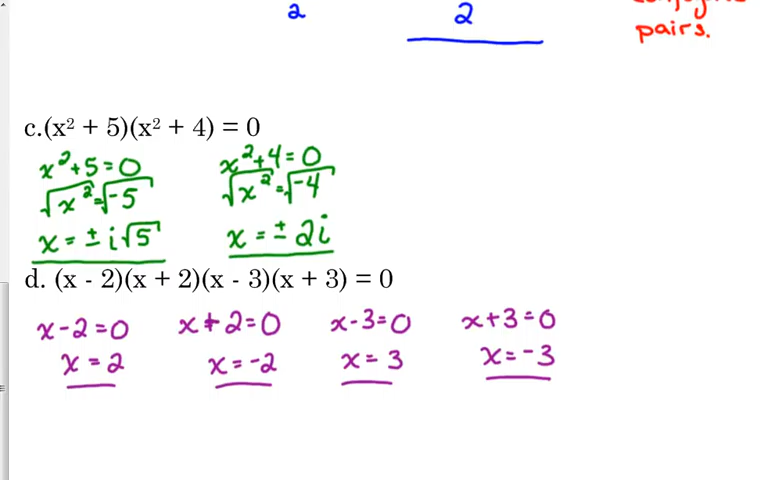 2 2
pairs.
c.(x² + 5)(x² + 4) = 0
x²+5=0 x²+4=0
√x²=√-5 √x²=√-4
x=±i√5 x=±2i
d. (x - 2)(x + 2)(x - 3)(x + 3) = 0
x-2=0 x+2=0 x-3=0 x+3=0
x=2 x=-2 x=3 x=-3